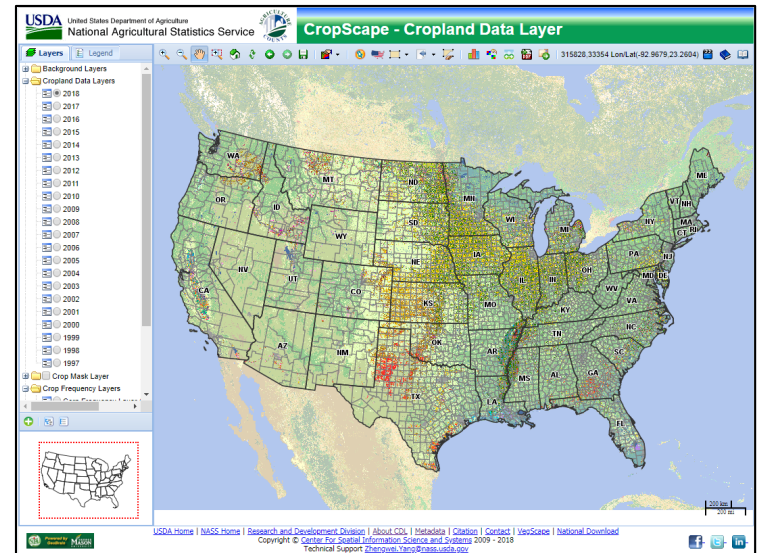 USDA
United States Department of Agriculture
National Agricultural Statistics Service
AGRICULTURE COUNTS
CropScape - Cropland Data Layer
Layers
Legend
315828,33354 Lon/Lat(-92.9679,23.2604)
Background Layers
Cropland Data Layers
2018
2017
2016
2015
2014
2013
2012
2011
2010
2009
2008
2007
2006
2005
2004
2003
2002
2001
2000
1999
1998
1997
Crop Mask Layer
Crop Frequency Layers
WA
MT
ND
MN
ME
OR
ID
SD
WI
MI
VT
NH
NY
MA
CT
RI
WY
IA
PA
NJ
NE
NV
UT
IL
IN
OH
MD
DE
CA
CO
KS
MO
WV
VA
KY
AZ
NM
OK
AR
TN
NC
SC
TX
MS
AL
GA
LA
FL
200 km
200 mi
Powered by
MASON
USDA Home | NASS Home | Research and Development Division | About CDL | Metadata | Citation | Contact | VegScape | National Download
Copyright © Center For Spatial Information Science and Systems 2009 - 2018
Technical Support Zhengwei.Yang@nass.usda.gov